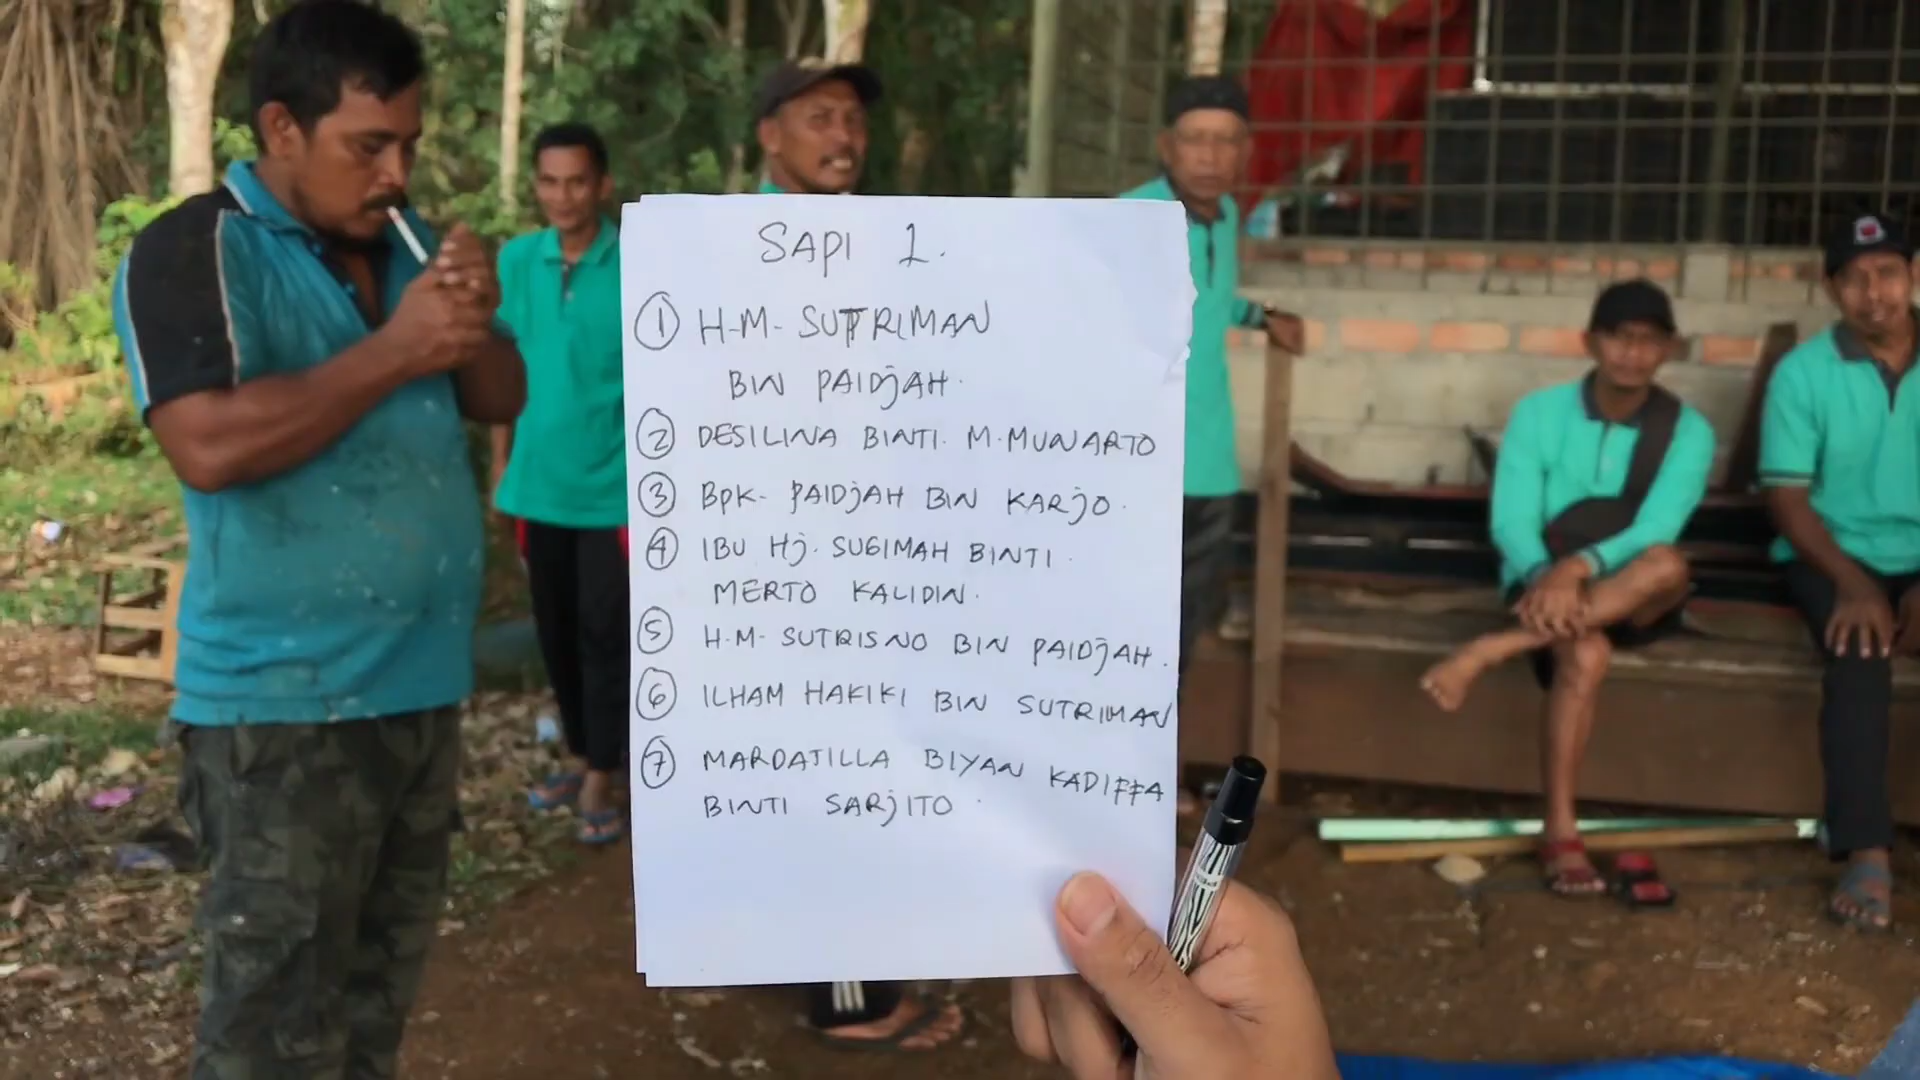 SAPI 1.
① H-M- SUTRIMAN
BIN PAIDjAH.
② DESILINA BINTI. M.MUNARTO
③ BPK- PAIDjAH BIN KARjO.
④ IBU Hj. SUGIMAH BINTI.
MERTO KALIDIN.
⑤ H.M- SUTRISNO BIN PAIDjAH.
⑥ ILHAM HAKIKI BIN SUTRIMAN
⑦ MARDATILLA BIYAN KADIFFA
BINTI SARjITO.